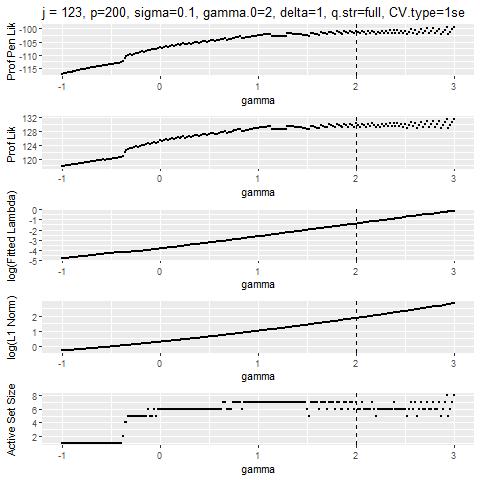 j = 123, p=200, sigma=0.1, gamma.0=2, delta=1, q.str=full, CV.type=1se
Prof Pen Lik
-100
-105
-110
-115
-1 0 1 2 3
gamma
Prof Lik
132
128
124
120
-1 0 1 2 3
gamma
log(Fitted Lambda)
0
-1
-2
-3
-4
-5
-1 0 1 2 3
gamma
log(L1 Norm)
2
1
0
-1 0 1 2 3
gamma
Active Set Size
8
6
4
2
-1 0 1 2 3
gamma